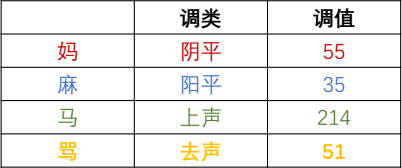 调类 调值
妈 阴平 55
麻 阳平 35
马 上声 214
骂 去声 51